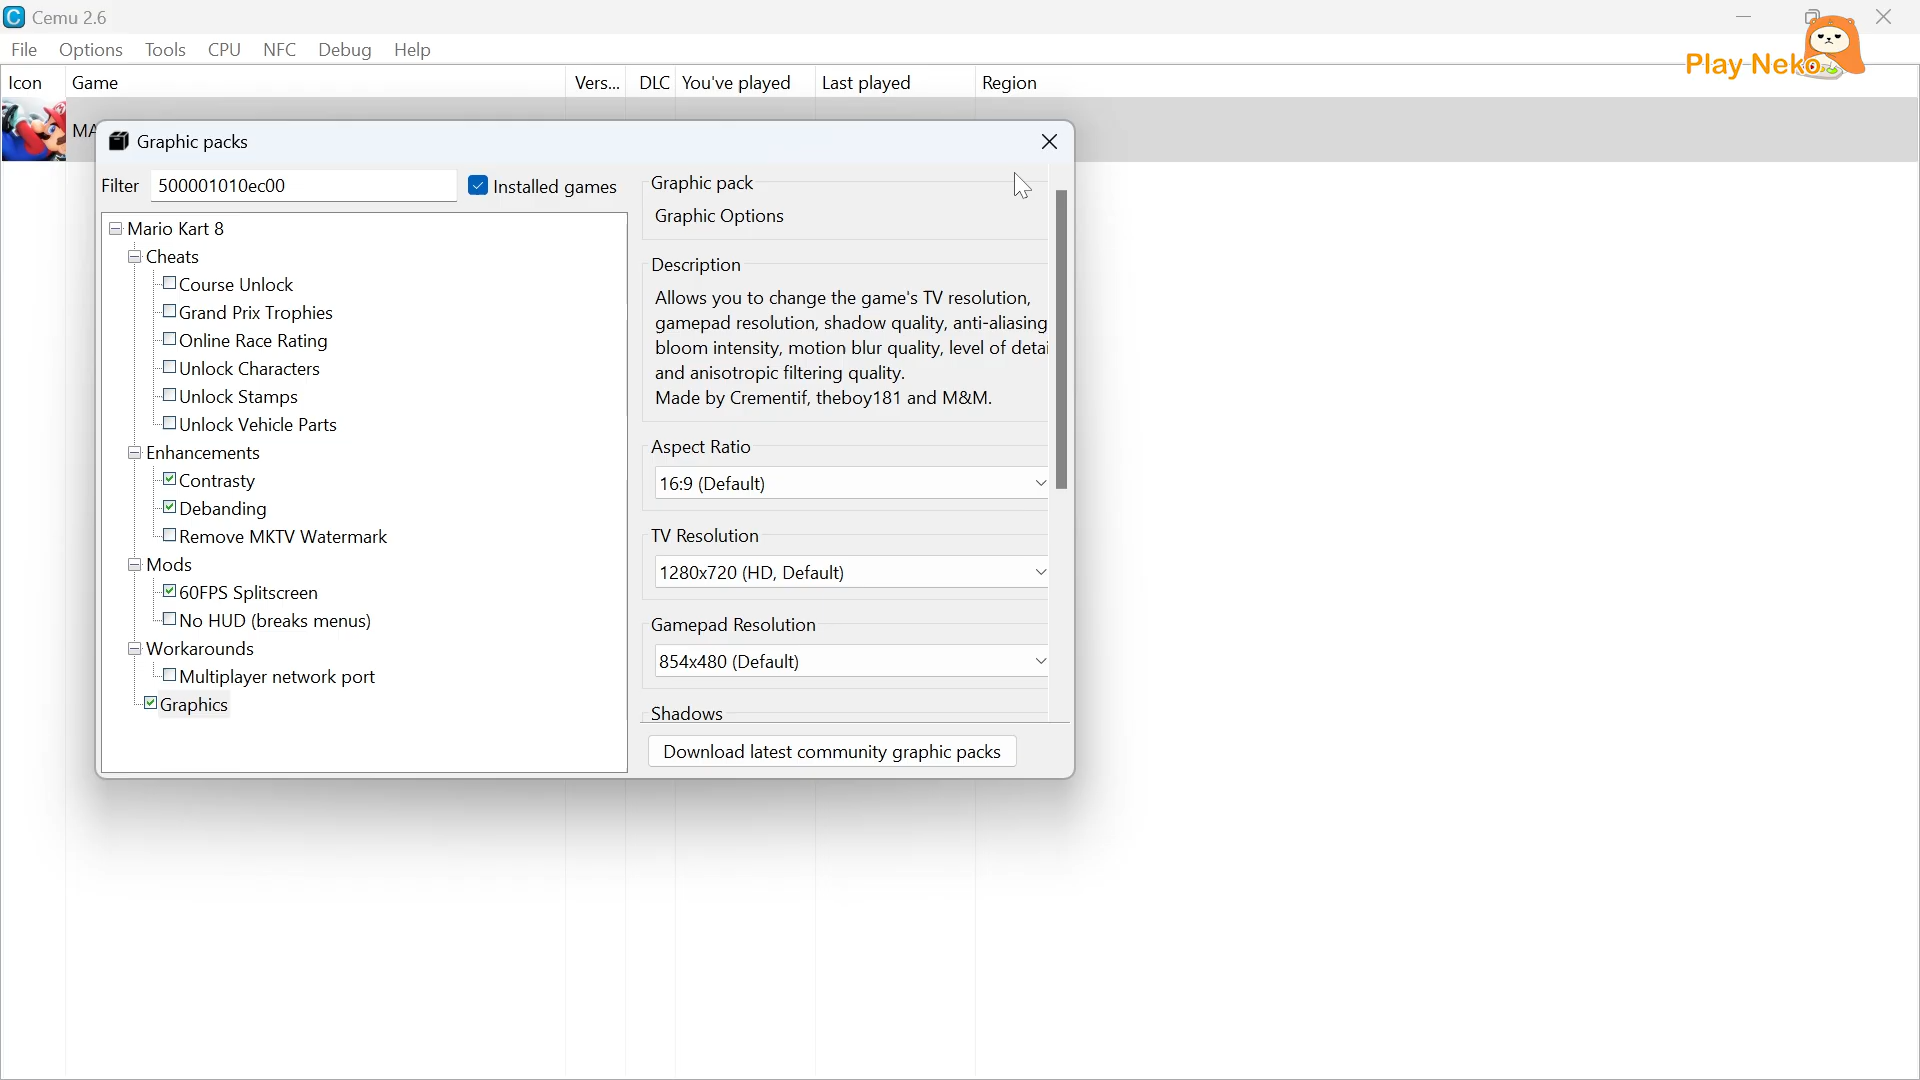 Cemu 2.6
File Options Tools CPU NFC Debug Help
Play Neko
Icon Game Vers... DLC You've played Last played Region
MA
Graphic packs
Filter 500001010ec00 Installed games
Mario Kart 8
Cheats
Course Unlock
Grand Prix Trophies
Online Race Rating
Unlock Characters
Unlock Stamps
Unlock Vehicle Parts
Enhancements
Contrasty
Debanding
Remove MKTV Watermark
Mods
60FPS Splitscreen
No HUD (breaks menus)
Workarounds
Multiplayer network port
Graphics
Graphic pack
Graphic Options
Description
Allows you to change the game's TV resolution,
gamepad resolution, shadow quality, anti-aliasing
bloom intensity, motion blur quality, level of detai
and anisotropic filtering quality.
Made by Crementif, theboy181 and M&M.
Aspect Ratio
16:9 (Default)
TV Resolution
1280x720 (HD, Default)
Gamepad Resolution
854x480 (Default)
Shadows
Download latest community graphic packs